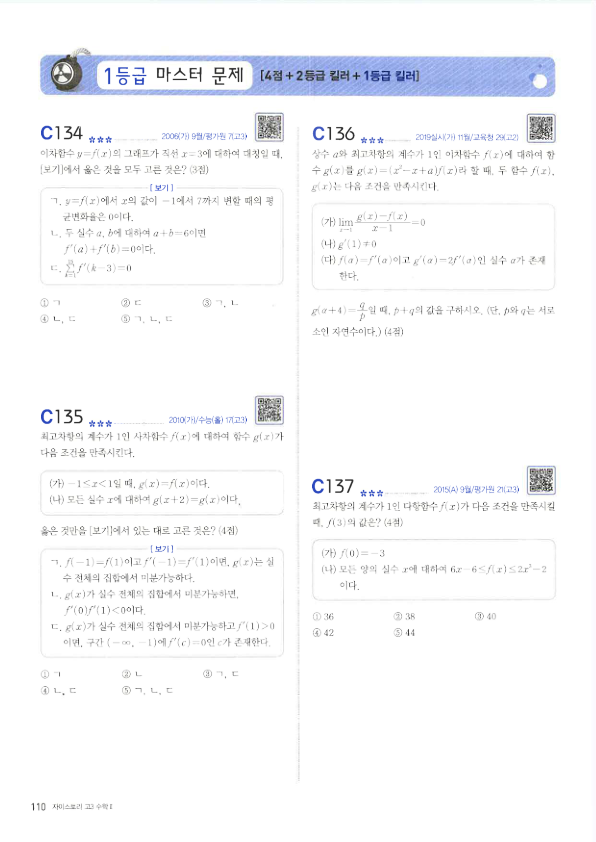 1등급 마스터 문제 [4점+2등급 킬러+1등급 킬러]
C134 ★★★ 2006(가) 9월/평가원 7(고3)
이차함수 y=f(x)의 그래프가 직선 x=3에 대하여 대칭일 때,
[보기]에서 옳은 것을 모두 고른 것은? (3점)
[보기]
ㄱ. y=f(x)에서 x의 값이 -1에서 7까지 변할 때의 평
균변화율은 0이다.
ㄴ. 두 실수 a, b에 대하여 a+b=6이면
f'(a)+f'(b)=0이다.
ㄷ. ∑f'(k-3)=0
① ㄱ ② ㄷ ③ ㄱ, ㄴ
④ ㄴ, ㄷ ⑤ ㄱ, ㄴ, ㄷ
C135 ★★★ 2010(가)/수능(홀) 17(고3)
최고차항의 계수가 1인 사차함수 f(x)에 대하여 함수 g(x)가
다음 조건을 만족시킨다.
(가) -1≤x<1일 때, g(x)=f(x)이다.
(나) 모든 실수 x에 대하여 g(x+2)=g(x)이다.
옳은 것만을 [보기]에서 있는 대로 고른 것은? (4점)
[보기]
ㄱ. f(-1)=f(1)이고 f'(-1)=f'(1)이면, g(x)는 실
수 전체의 집합에서 미분가능하다.
ㄴ. g(x)가 실수 전체의 집합에서 미분가능하면,
f'(0)f'(1)<0이다.
ㄷ. g(x)가 실수 전체의 집합에서 미분가능하고 f'(1)>0
이면, 구간 (-∞, -1)에 f'(c)=0인 c가 존재한다.
① ㄱ ② ㄴ ③ ㄱ, ㄷ
④ ㄴ, ㄷ ⑤ ㄱ, ㄴ, ㄷ
C136 ★★★ 2019실시(가) 11월/교육청 29(고2)
상수 a와 최고차항의 계수가 1인 이차함수 f(x)에 대하여 함
수 g(x)를 g(x)=(x²-x+a)f(x)라 할 때, 두 함수 f(x),
g(x)는 다음 조건을 만족시킨다.
(가) lim x→1 g(x)-f(x) / x-1 =0
(나) g'(1)≠0
(다) f(α)=f'(α)이고 g'(α)=2f'(α)인 실수 α가 존재
한다.
g(α+4)=q/p일 때, p+q의 값을 구하시오. (단, p와 q는 서로
소인 자연수이다.) (4점)
C137 ★★★ 2015(A) 9월/평가원 21(고3)
최고차항의 계수가 1인 다항함수 f(x)가 다음 조건을 만족시킬
때, f(3)의 값은? (4점)
(가) f(0)=-3
(나) 모든 양의 실수 x에 대하여 6x-6≤f(x)≤2x³-2
이다.
① 36 ② 38 ③ 40
④ 42 ⑤ 44
110 자이스토리 고2 수학Ⅱ